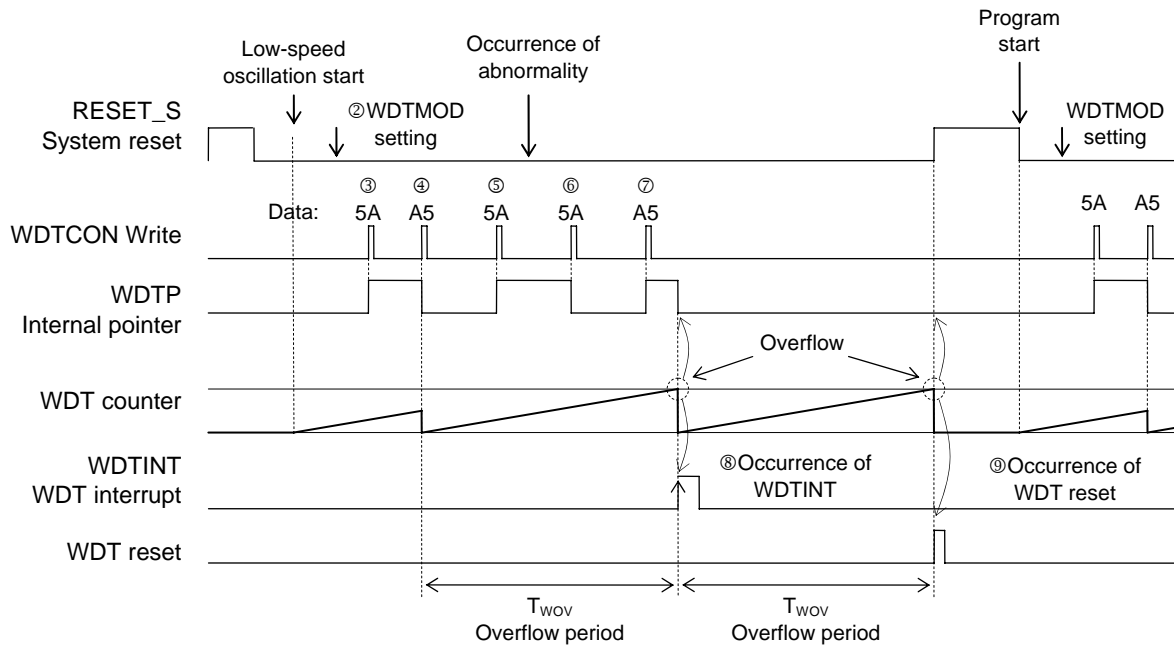 Program
start
Low-speed
oscillation start
Occurrence of
abnormality
RESET_S
System reset
②WDTMOD
setting
WDTMOD
setting
③ ④ ⑤ ⑥ ⑦
Data: 5A A5 5A 5A A5
5A A5
WDTCON Write
WDTP
Internal pointer
Overflow
WDT counter
WDTINT
WDT interrupt
⑧Occurrence of
WDTINT
⑨Occurrence of
WDT reset
WDT reset
TWOV
Overflow period
TWOV
Overflow period